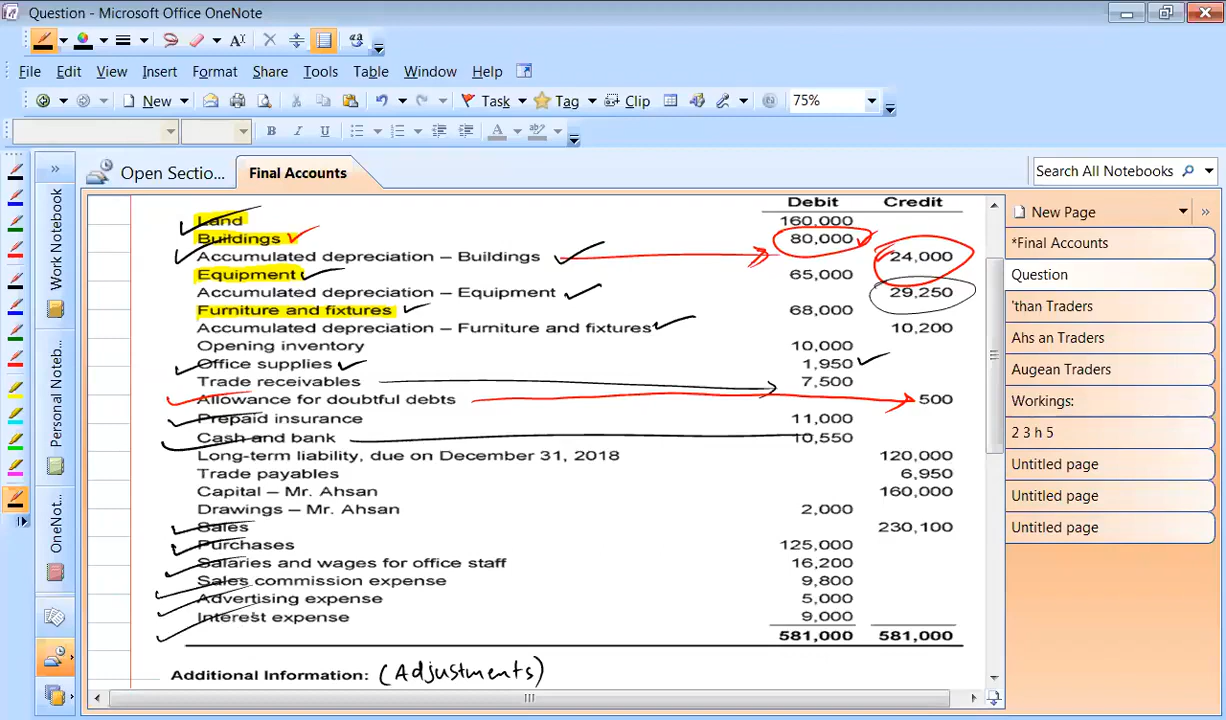 Question - Microsoft Office OneNote
File Edit View Insert Format Share Tools Table Window Help
New Task Tag Clip 75%
B I U A
Open Sectio... Final Accounts Search All Notebooks
Work Notebook
Personal Noteb...
OneNot...
Debit Credit
Land 160,000
Buildings 80,000
Accumulated depreciation – Buildings 24,000
Equipment 65,000
Accumulated depreciation – Equipment 29,250
Furniture and fixtures 68,000
Accumulated depreciation – Furniture and fixtures 10,200
Opening inventory 10,000
Office supplies 1,950
Trade receivables 7,500
Allowance for doubtful debts 500
Prepaid insurance 11,000
Cash and bank 10,550
Long-term liability, due on December 31, 2018 120,000
Trade payables 6,950
Capital – Mr. Ahsan 160,000
Drawings – Mr. Ahsan 2,000
Sales 230,100
Purchases 125,000
Salaries and wages for office staff 16,200
Sales commission expense 9,800
Advertising expense 5,000
Interest expense 9,000
581,000 581,000
Additional Information: (Adjustments)
New Page
*Final Accounts
Question
'than Traders
Ahs an Traders
Augean Traders
Workings:
2 3 h 5
Untitled page
Untitled page
Untitled page